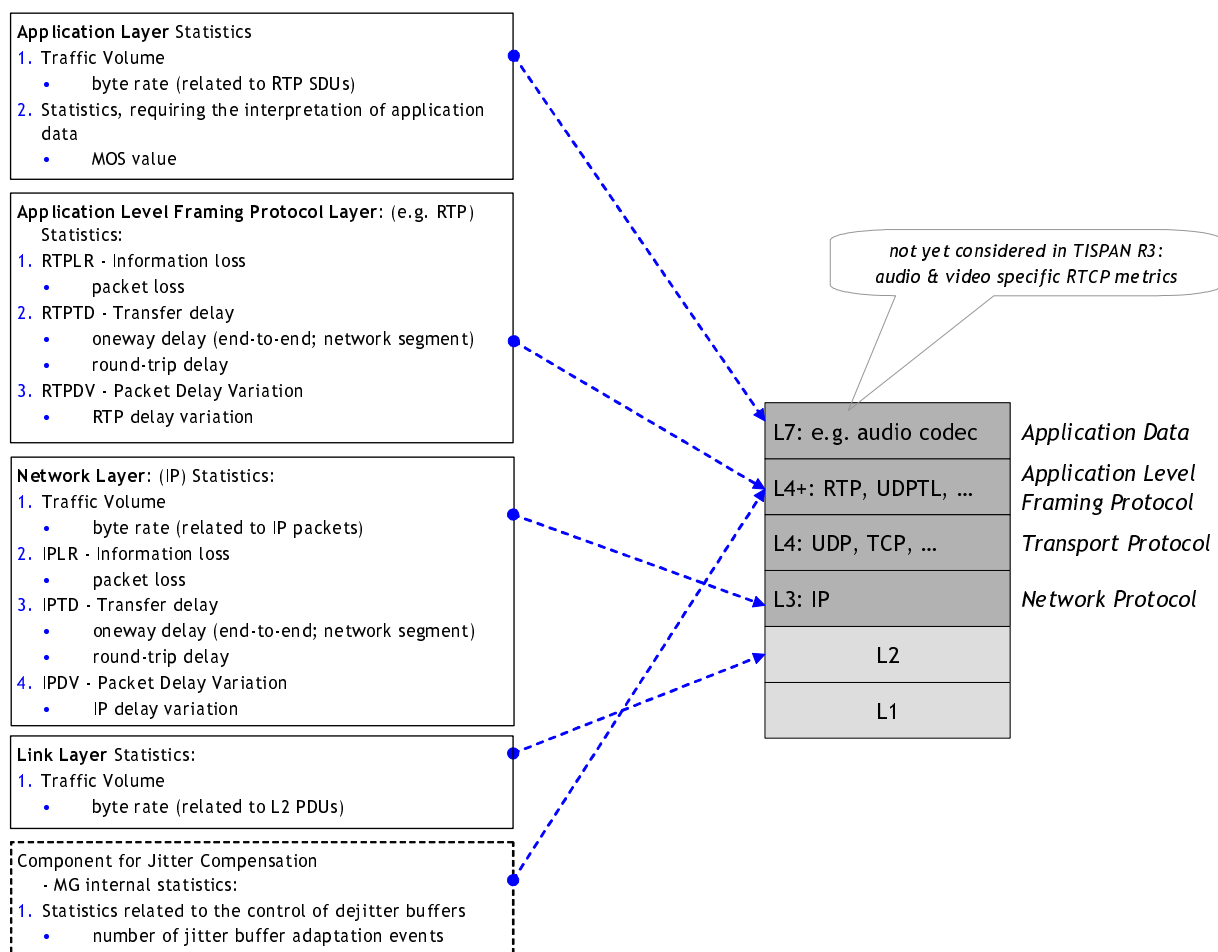 Application Layer Statistics
1. Traffic Volume
• byte rate (related to RTP SDUs)
2. Statistics, requiring the interpretation of application
data
• MOS value
Application Level Framing Protocol Layer: (e.g. RTP)
Statistics:
1. RTPLR - Information loss
• packet loss
2. RTPTD - Transfer delay
• oneway delay (end-to-end; network segment)
• round-trip delay
3. RTPDV - Packet Delay Variation
• RTP delay variation
Network Layer: (IP) Statistics:
1. Traffic Volume
• byte rate (related to IP packets)
2. IPLR - Information loss
• packet loss
3. IPTD - Transfer delay
• oneway delay (end-to-end; network segment)
• round-trip delay
4. IPDV - Packet Delay Variation
• IP delay variation
Link Layer Statistics:
1. Traffic Volume
• byte rate (related to L2 PDUs)
Component for Jitter Compensation
- MG internal statistics:
1. Statistics related to the control of dejitter buffers
• number of jitter buffer adaptation events
not yet considered in TISPAN R3:
audio & video specific RTCP metrics
L7: e.g. audio codec
Application Data
L4+: RTP, UDPTL, ...
Application Level
Framing Protocol
L4: UDP, TCP, ...
Transport Protocol
L3: IP
Network Protocol
L2
L1